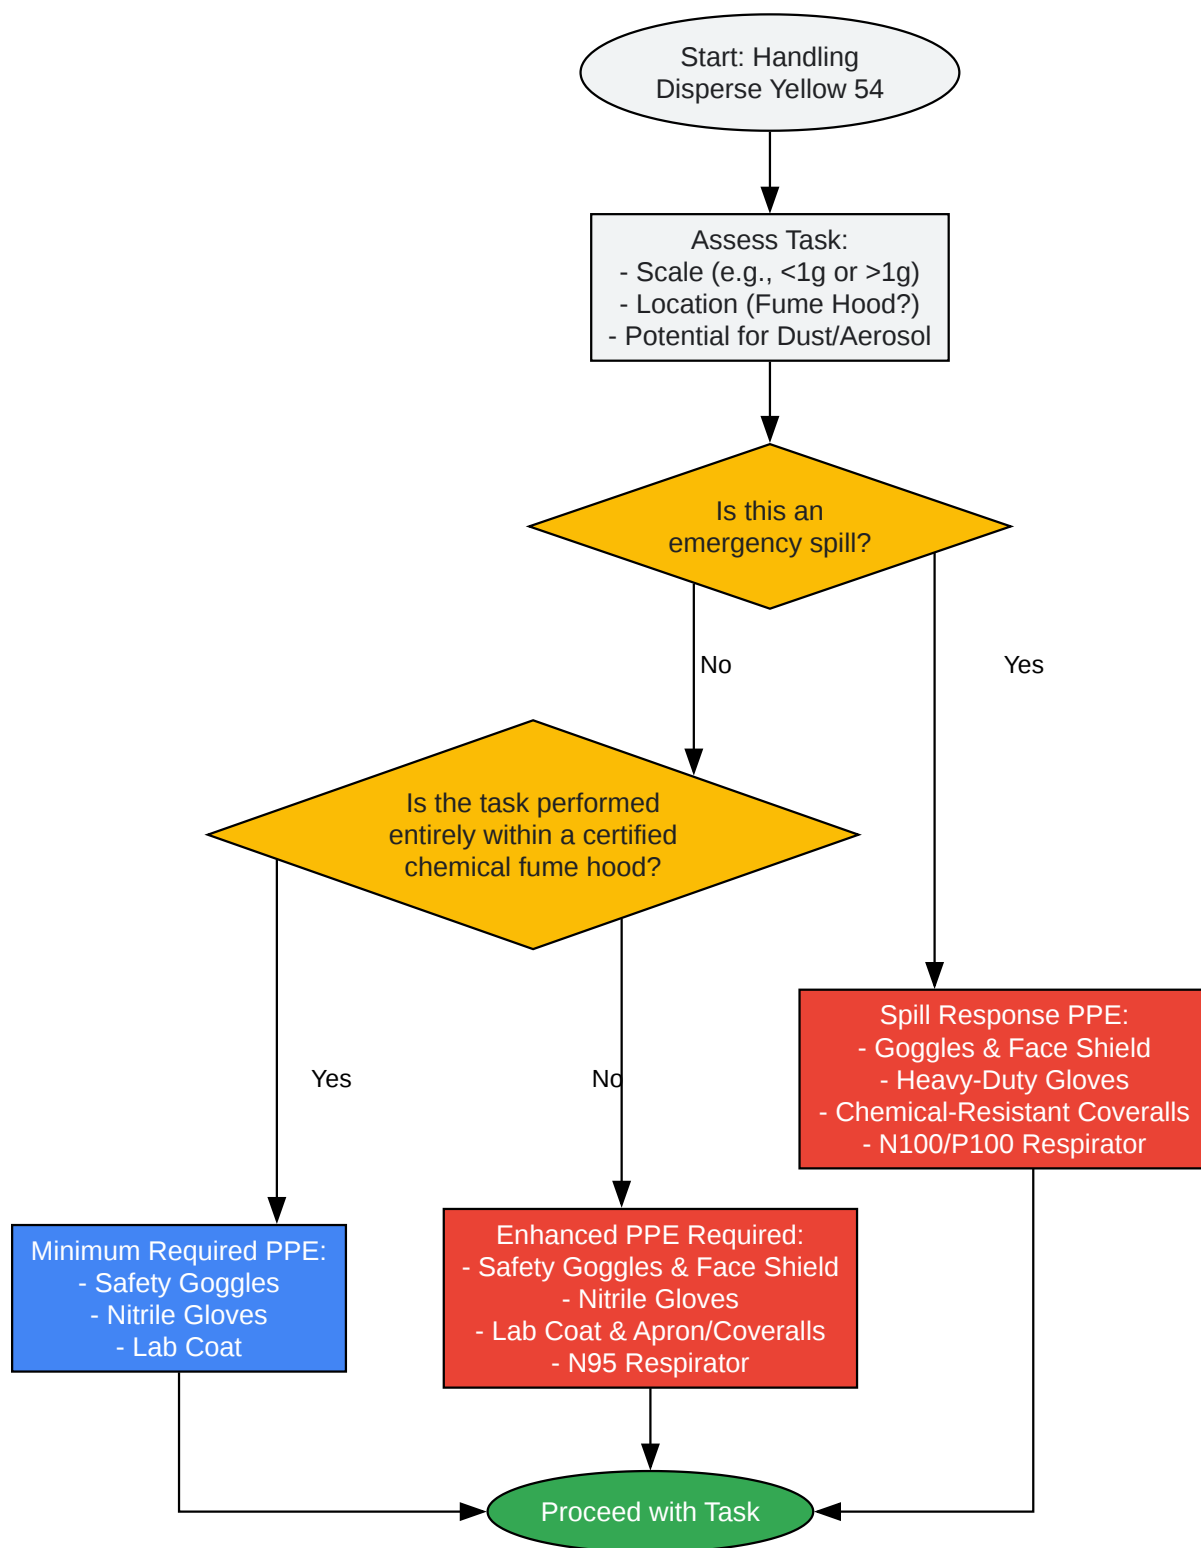 Start: Handling
Disperse Yellow 54
Assess Task:
- Scale (e.g., <1g or >1g)
- Location (Fume Hood?)
- Potential for Dust/Aerosol
Is this an
emergency spill?
No
Yes
Is the task performed
entirely within a certified
chemical fume hood?
Yes
No
Spill Response PPE:
- Goggles & Face Shield
- Heavy-Duty Gloves
- Chemical-Resistant Coveralls
- N100/P100 Respirator
Minimum Required PPE:
- Safety Goggles
- Nitrile Gloves
- Lab Coat
Enhanced PPE Required:
- Safety Goggles & Face Shield
- Nitrile Gloves
- Lab Coat & Apron/Coveralls
- N95 Respirator
Proceed with Task